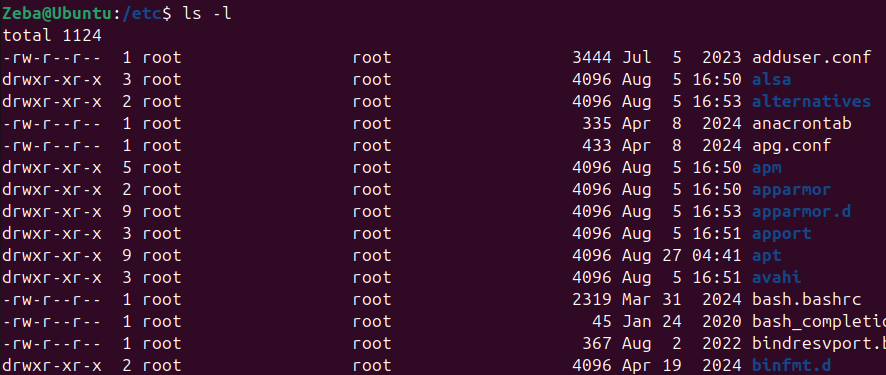 Zeba@Ubuntu:/etc$ ls -l
total 1124
-rw-r--r--  1 root                 root                  3444 Jul  5  2023 adduser.conf
drwxr-xr-x  3 root                 root                  4096 Aug  5 16:50 alsa
drwxr-xr-x  2 root                 root                  4096 Aug  5 16:53 alternatives
-rw-r--r--  1 root                 root                   335 Apr  8  2024 anacrontab
-rw-r--r--  1 root                 root                   433 Apr  8  2024 apg.conf
drwxr-xr-x  5 root                 root                  4096 Aug  5 16:50 apm
drwxr-xr-x  2 root                 root                  4096 Aug  5 16:50 apparmor
drwxr-xr-x  9 root                 root                  4096 Aug  5 16:53 apparmor.d
drwxr-xr-x  3 root                 root                  4096 Aug  5 16:51 apport
drwxr-xr-x  9 root                 root                  4096 Aug 27 04:41 apt
drwxr-xr-x  3 root                 root                  4096 Aug  5 16:51 avahi
-rw-r--r--  1 root                 root                  2319 Mar 31  2024 bash.bashrc
-rw-r--r--  1 root                 root                    45 Jan 24  2020 bash_completio
-rw-r--r--  1 root                 root                   367 Aug  2  2022 bindresvport.b
drwxr-xr-x  2 root                 root                  4096 Apr 19  2024 binfmt.d